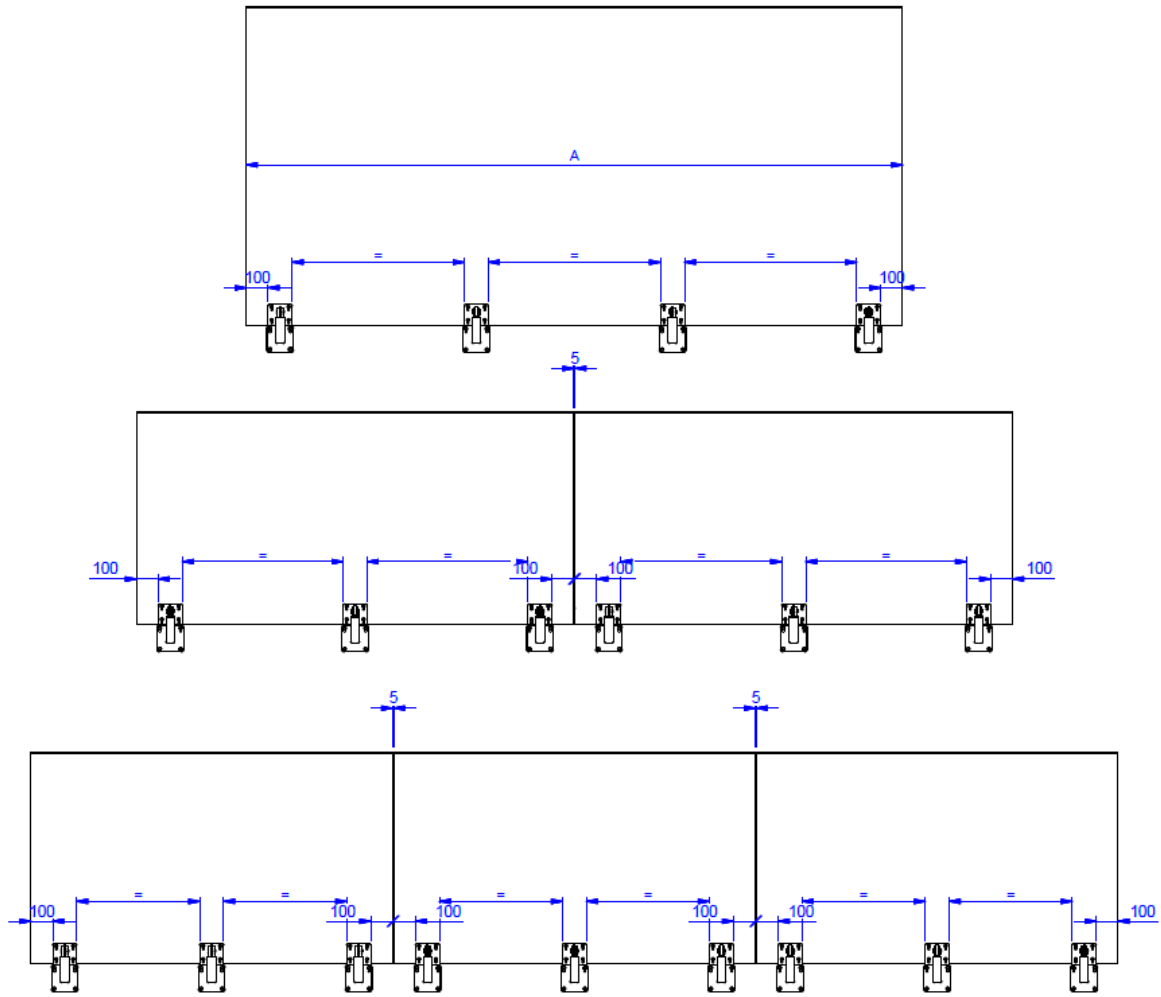 A
= = =
100 100
5
= = = =
100 100 100 100
5 5
= = = = = =
100 100 100 100 100 100